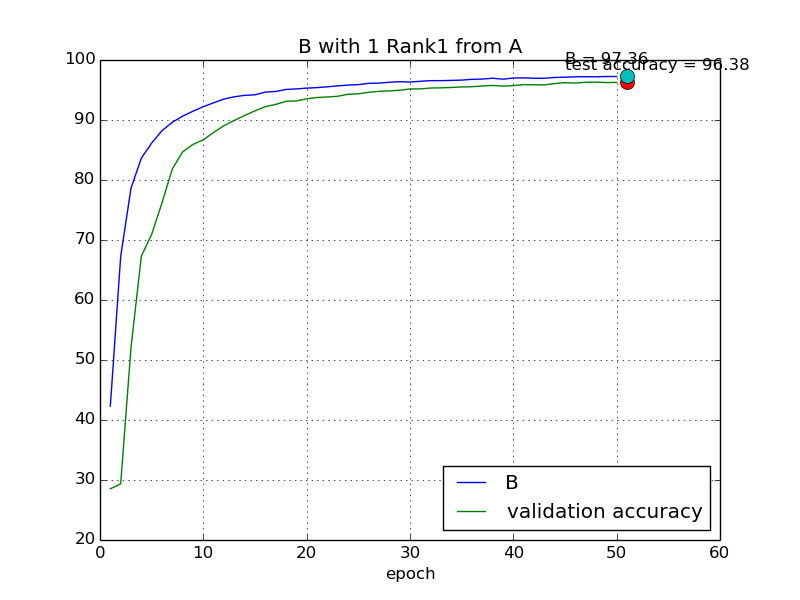 B with 1 Rank1 from A
B = 97.36
test accuracy = 96.38
100
90
80
70
60
50
40
30
20
B
validation accuracy
0 10 20 30 40 50 60
epoch